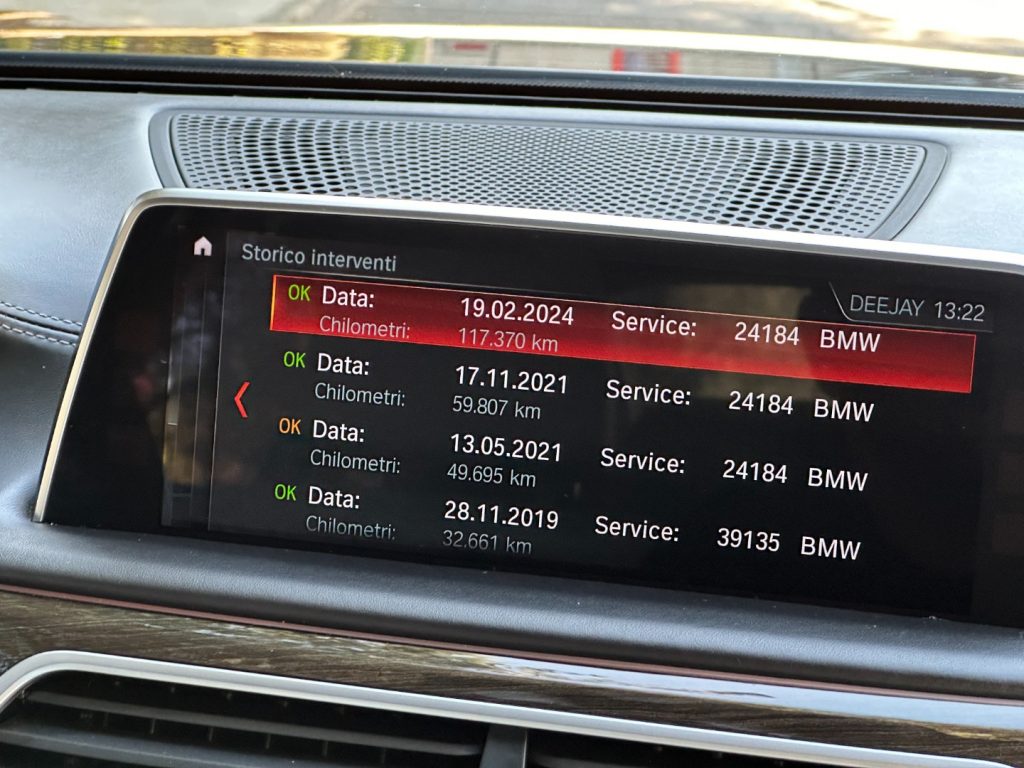 Storico interventi
DEEJAY 13:22
OK Data: 19.02.2024 Service: 24184 BMW
Chilometri: 117.370 km
OK Data: 17.11.2021 Service: 24184 BMW
Chilometri: 59.807 km
OK Data: 13.05.2021 Service: 24184 BMW
Chilometri: 49.695 km
OK Data: 28.11.2019 Service: 39135 BMW
Chilometri: 32.661 km